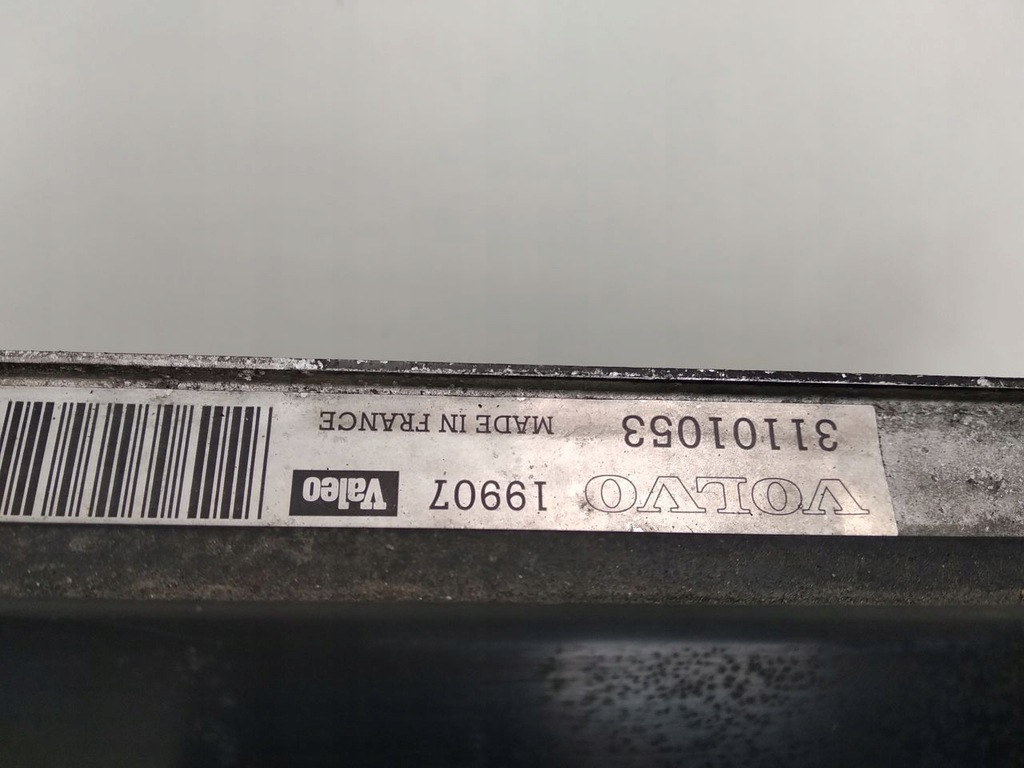 VOLVO 19907 Valeo
31101053 MADE IN FRANCE